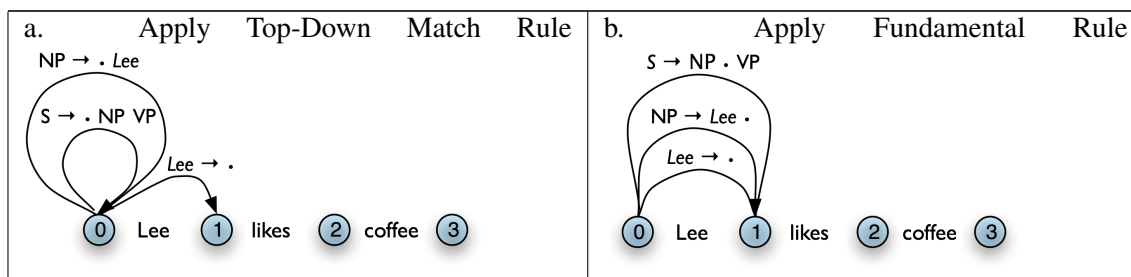 a. Apply Top-Down Match Rule
NP → • Lee
S → • NP VP
Lee → •
0 Lee 1 likes 2 coffee 3
b. Apply Fundamental Rule
S → NP • VP
NP → Lee •
Lee → •
0 Lee 1 likes 2 coffee 3